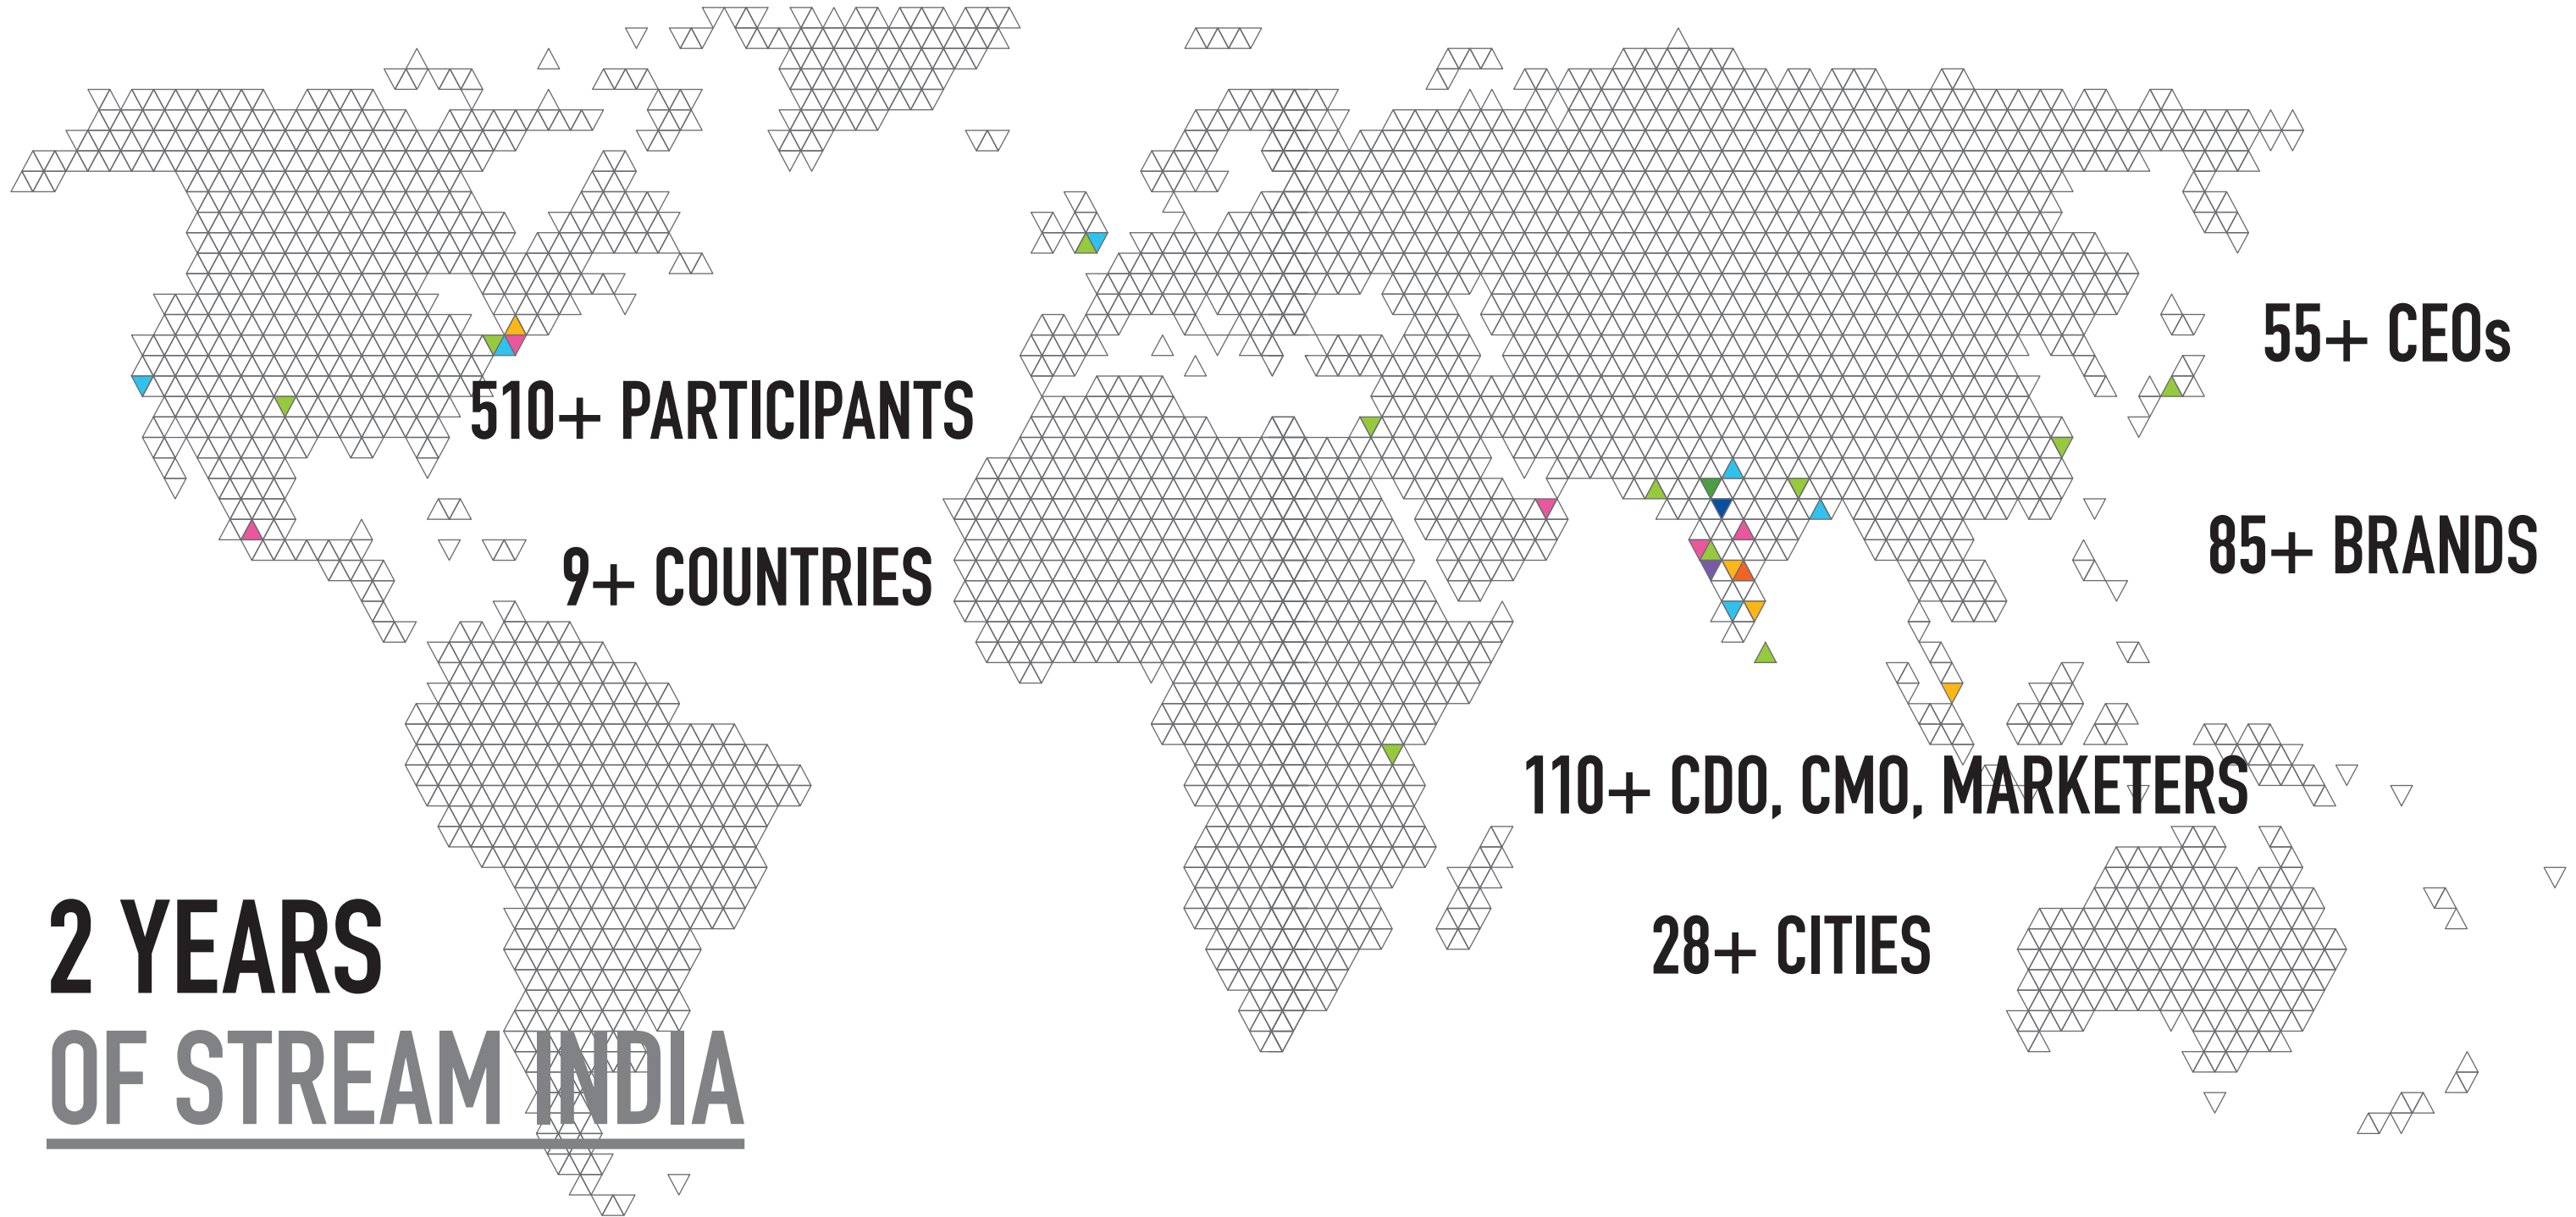 55+ CEOs
510+ PARTICIPANTS
85+ BRANDS
9+ COUNTRIES
110+ CDO, CMO, MARKETERS
28+ CITIES
2 YEARS
OF STREAM INDIA